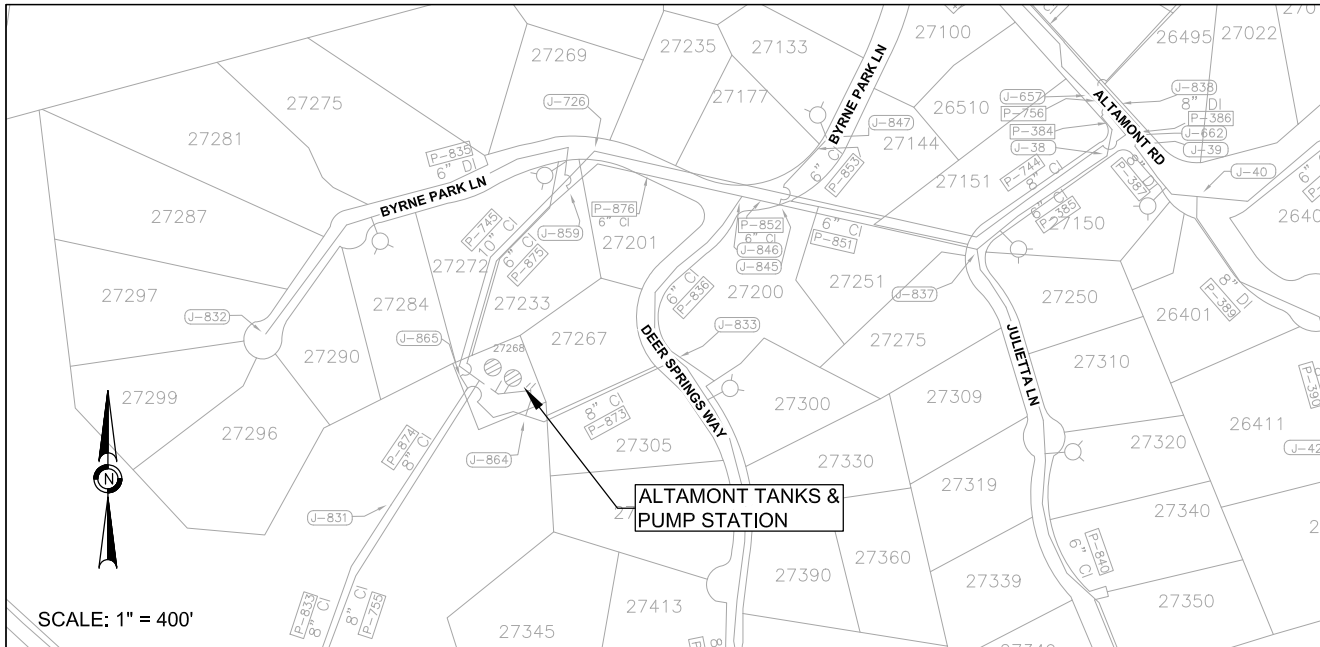 27269
27235
27133
27100
26495
27022
27275
J-726
27177
26510
J-657
J-838
8" DI
P-756
P-386
ALTAMONT RD
BYRNE PARK LN
J-847
27281
27144
P-384
J-662
J-38
J-39
P-835
6" DI
6" CI
P-853
P-744
8" CI
8" DI
P-387
J-40
27151
BYRNE PARK LN
27287
P-876
6" CI
P-745
10" CI
6" CI
P-875
J-859
27201
P-852
6" CI
J-846
J-845
6" CI
P-851
6" CI
P-385
27150
27272
27297
27284
27233
6" CI
P-836
27200
27251
J-837
27250
8" DI
P-389
J-832
J-833
26401
J-865
27268
27267
DEER SPRINGS WAY
27275
JULIETTA LN
27290
27310
27299
27300
27309
P-390
27296
8" CI
P-873
27305
26411
27320
P-874
8" CI
J-864
27330
27319
ALTAMONT TANKS &
PUMP STATION
N
J-831
27340
27360
6" CI
P-840
27390
27339
SCALE: 1" = 400'
P-833
8" CI
8" CI
P-755
27413
27350
27345